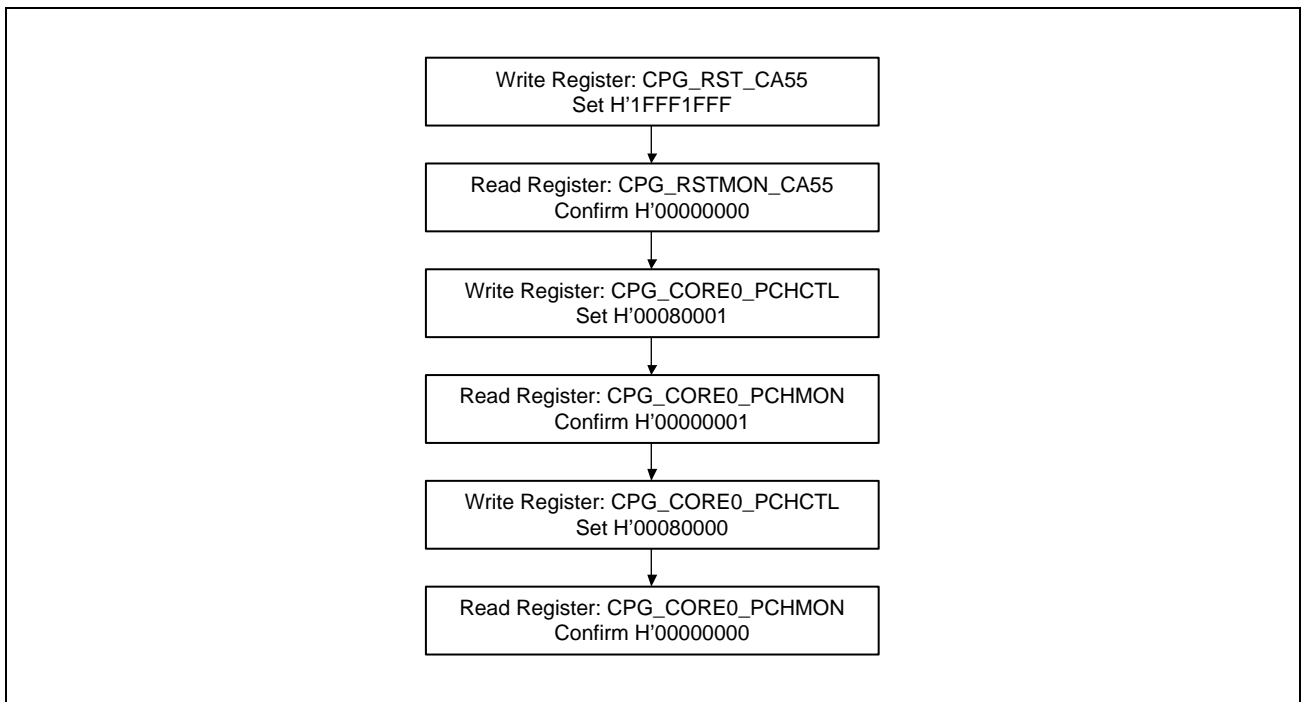 Write Register: CPG_RST_CA55
Set H’1FFF1FFF
Read Register: CPG_RSTMON_CA55
Confirm H’00000000
Write Register: CPG_CORE0_PCHCTL
Set H’00080001
Read Register: CPG_CORE0_PCHMON
Confirm H’00000001
Write Register: CPG_CORE0_PCHCTL
Set H’00080000
Read Register: CPG_CORE0_PCHMON
Confirm H’00000000